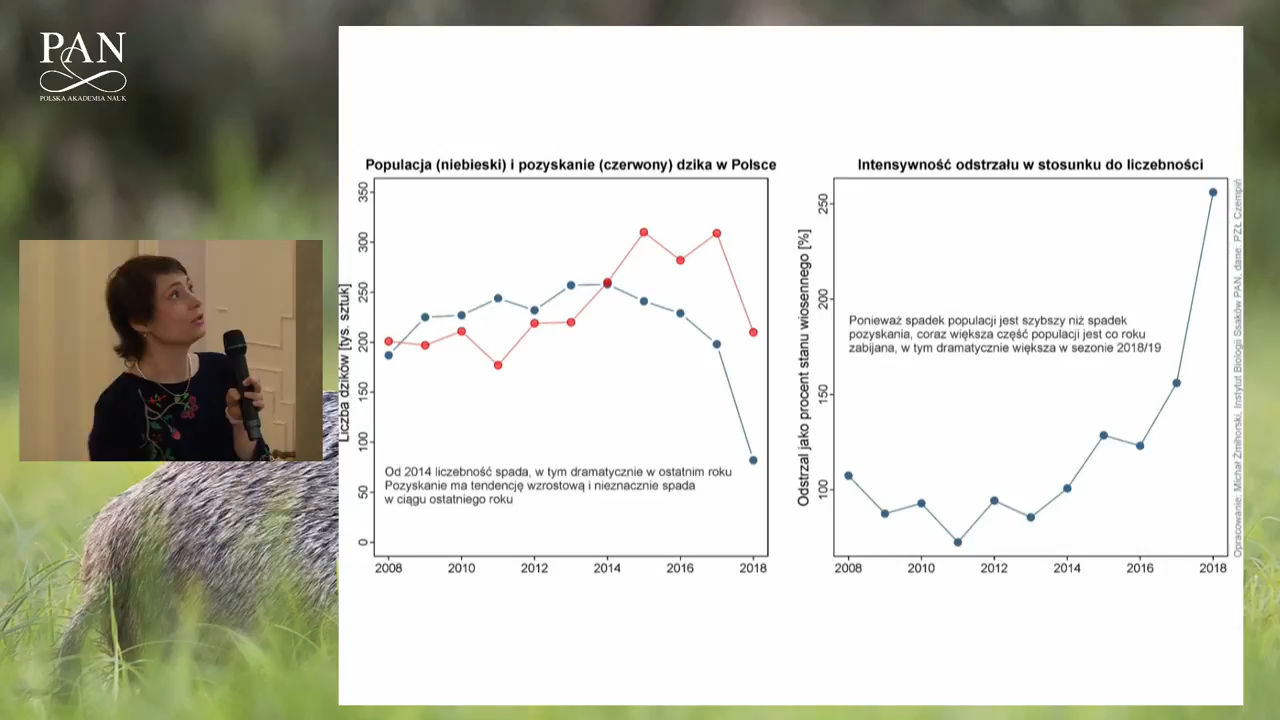 PAN
POLSKA AKADEMIA NAUK
Populacja (niebieski) i pozyskanie (czerwony) dzika w Polsce
Liczba dzików [tys. sztuk]
350
300
250
200
150
100
50
0
Od 2014 liczebność spada, w tym dramatycznie w ostatnim roku
Pozyskanie ma tendencję wzrostową i nieznacznie spada
w ciągu ostatniego roku
2008 2010 2012 2014 2016 2018
Intensywność odstrzału w stosunku do liczebności
Odstrzał jako procent stanu wiosennego [%]
250
200
150
100
Ponieważ spadek populacji jest szybszy niż spadek
pozyskania, coraz większa część populacji jest co roku
zabijana, w tym dramatycznie większa w sezonie 2018/19
2008 2010 2012 2014 2016 2018
Opracowanie: Michał Żmihorski, Instytut Biologii Ssaków PAN, dane: PZŁ Czempiń